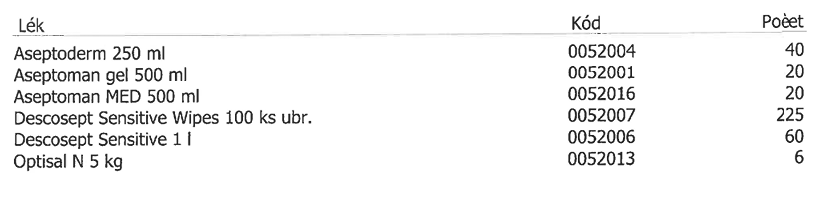 Lék Kód Poèet
Aseptoderm 250 ml 0052004 40
Aseptoman gel 500 ml 0052001 20
Aseptoman MED 500 ml 0052016 20
Descosept Sensitive Wipes 100 ks ubr. 0052007 225
Descosept Sensitive 1 l 0052006 60
Optisal N 5 kg 0052013 6